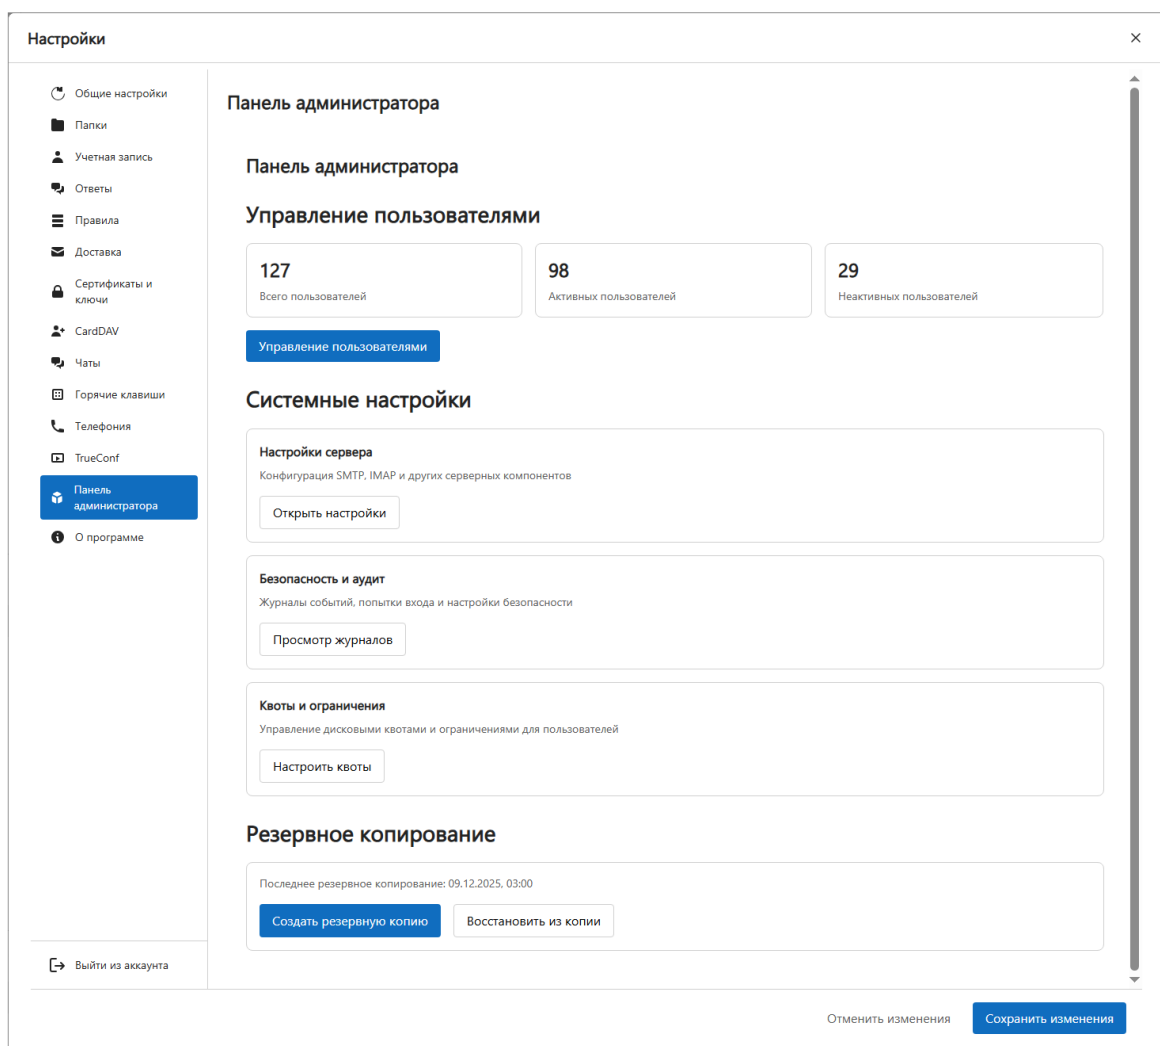 Настройки
Общие настройки
Папки
Учетная запись
Ответы
Правила
Доставка
Сертификаты и
ключи
CardDAV
Чаты
Горячие клавиши
Телефония
TrueConf
Панель
администратора
О программе
Выйти из аккаунта
Панель администратора
Панель администратора
Управление пользователями
127
Всего пользователей
98
Активных пользователей
29
Неактивных пользователей
Управление пользователями
Системные настройки
Настройки сервера
Конфигурация SMTP, IMAP и других серверных компонентов
Открыть настройки
Безопасность и аудит
Журналы событий, попытки входа и настройки безопасности
Просмотр журналов
Квоты и ограничения
Управление дисковыми квотами и ограничениями для пользователей
Настроить квоты
Резервное копирование
Последнее резервное копирование: 09.12.2025, 03:00
Создать резервную копию
Восстановить из копии
Отменить изменения
Сохранить изменения